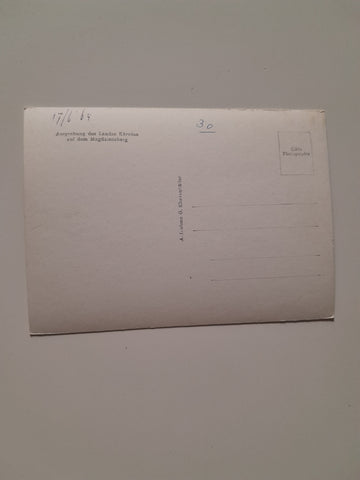 17/6 64
30
Ausgrabung des Landes Kärnten
auf dem Magdalensberg
Echte
Photographie
A. G.